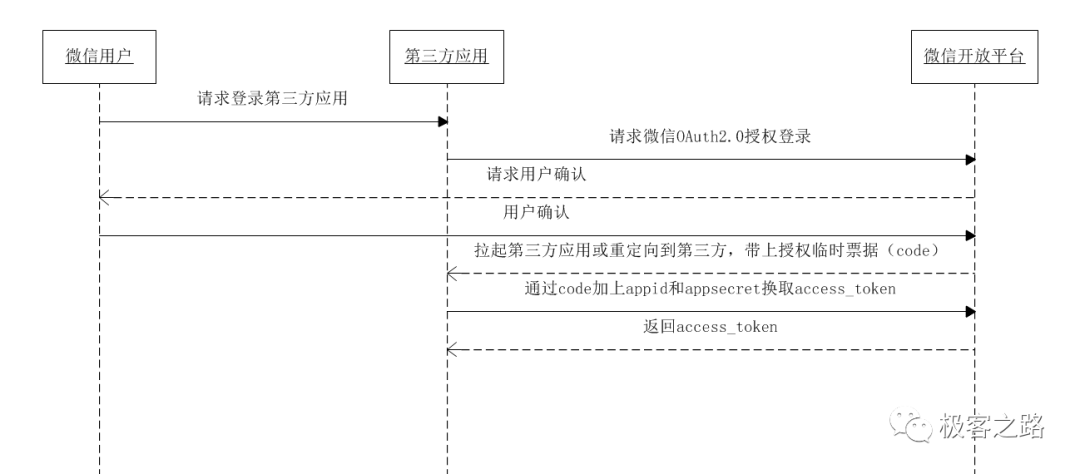 微信用户
第三方应用
微信开放平台
请求登录第三方应用
请求微信OAuth2.0授权登录
请求用户确认
用户确认
拉起第三方应用或重定向到第三方，带上授权临时票据（code）
通过code加上appid和appsecret换取access_token
返回access_token
极客之路